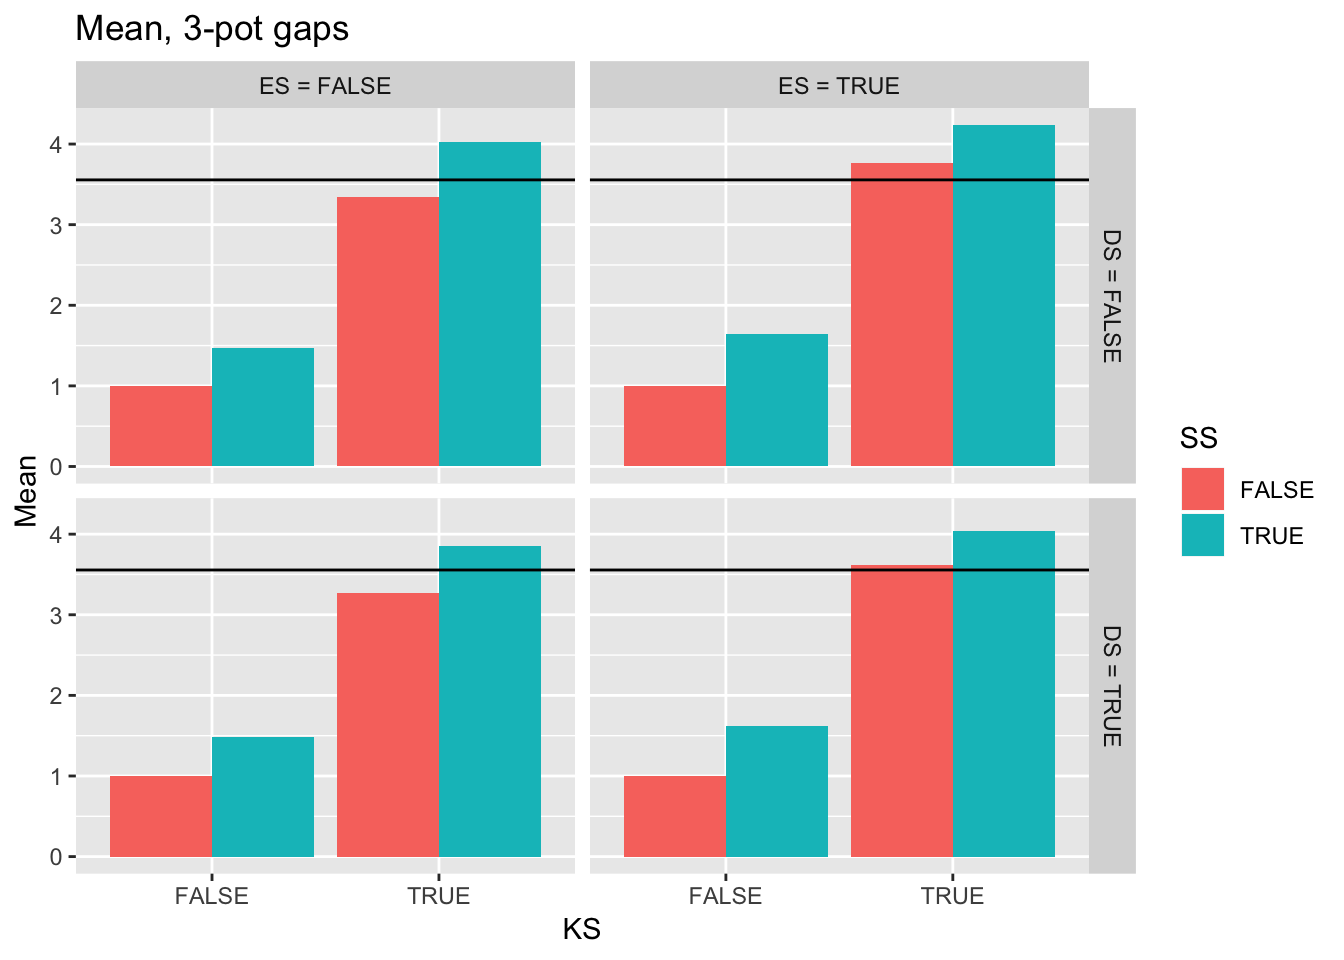 Mean, 3-pot gaps
ES = FALSE
ES = TRUE
4
3
2
1
0
DS = FALSE
4
3
2
1
0
DS = TRUE
Mean
FALSE
TRUE
FALSE
TRUE
KS
SS
FALSE
TRUE